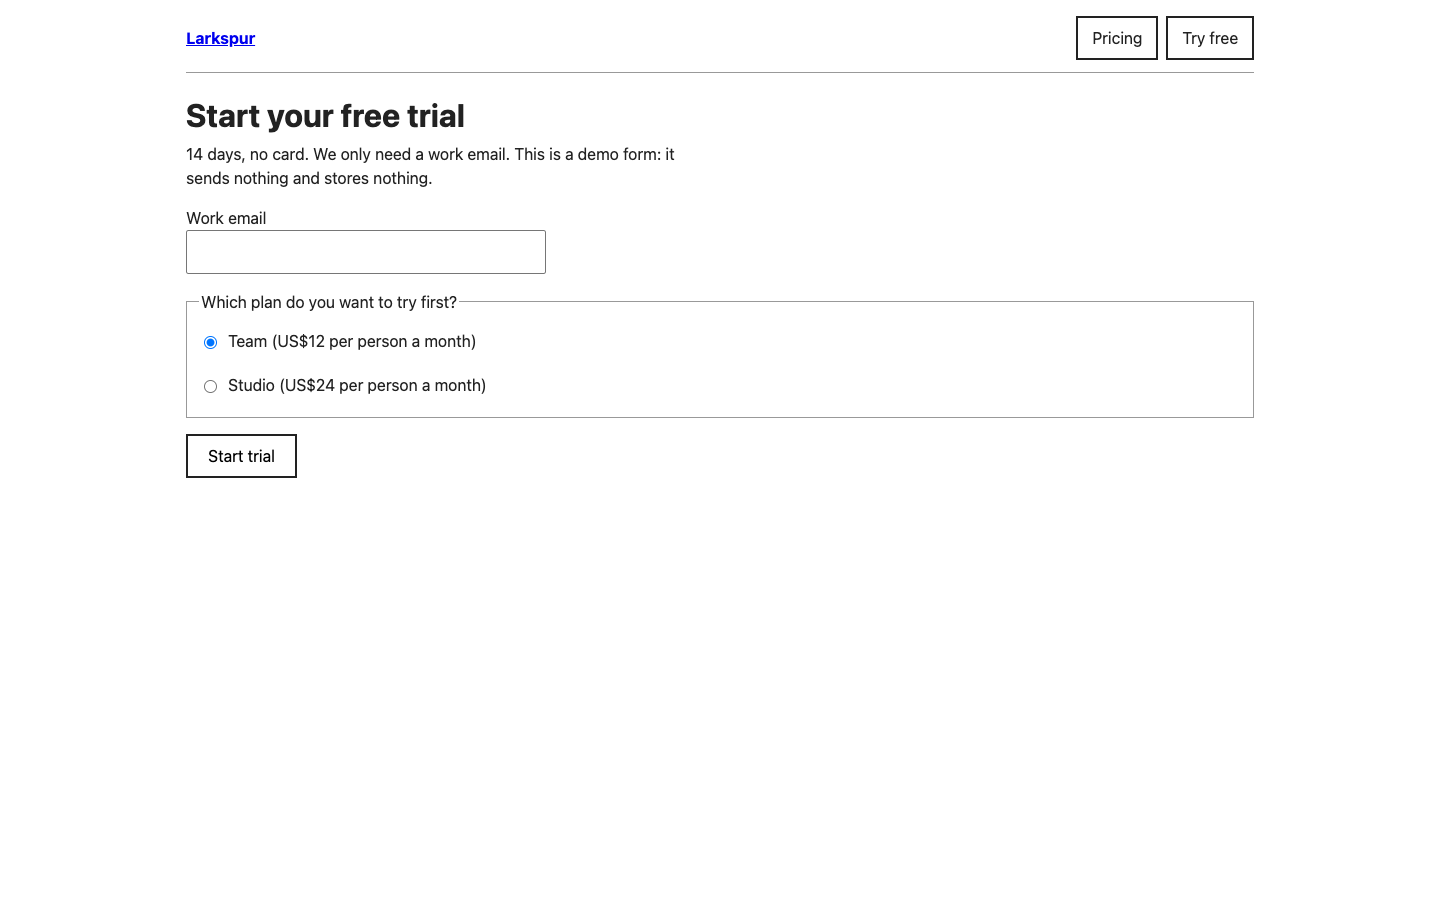 Larkspur
Pricing
Try free
Start your free trial
14 days, no card. We only need a work email. This is a demo form: it
sends nothing and stores nothing.
Work email
Which plan do you want to try first?
Team (US$12 per person a month)
Studio (US$24 per person a month)
Start trial